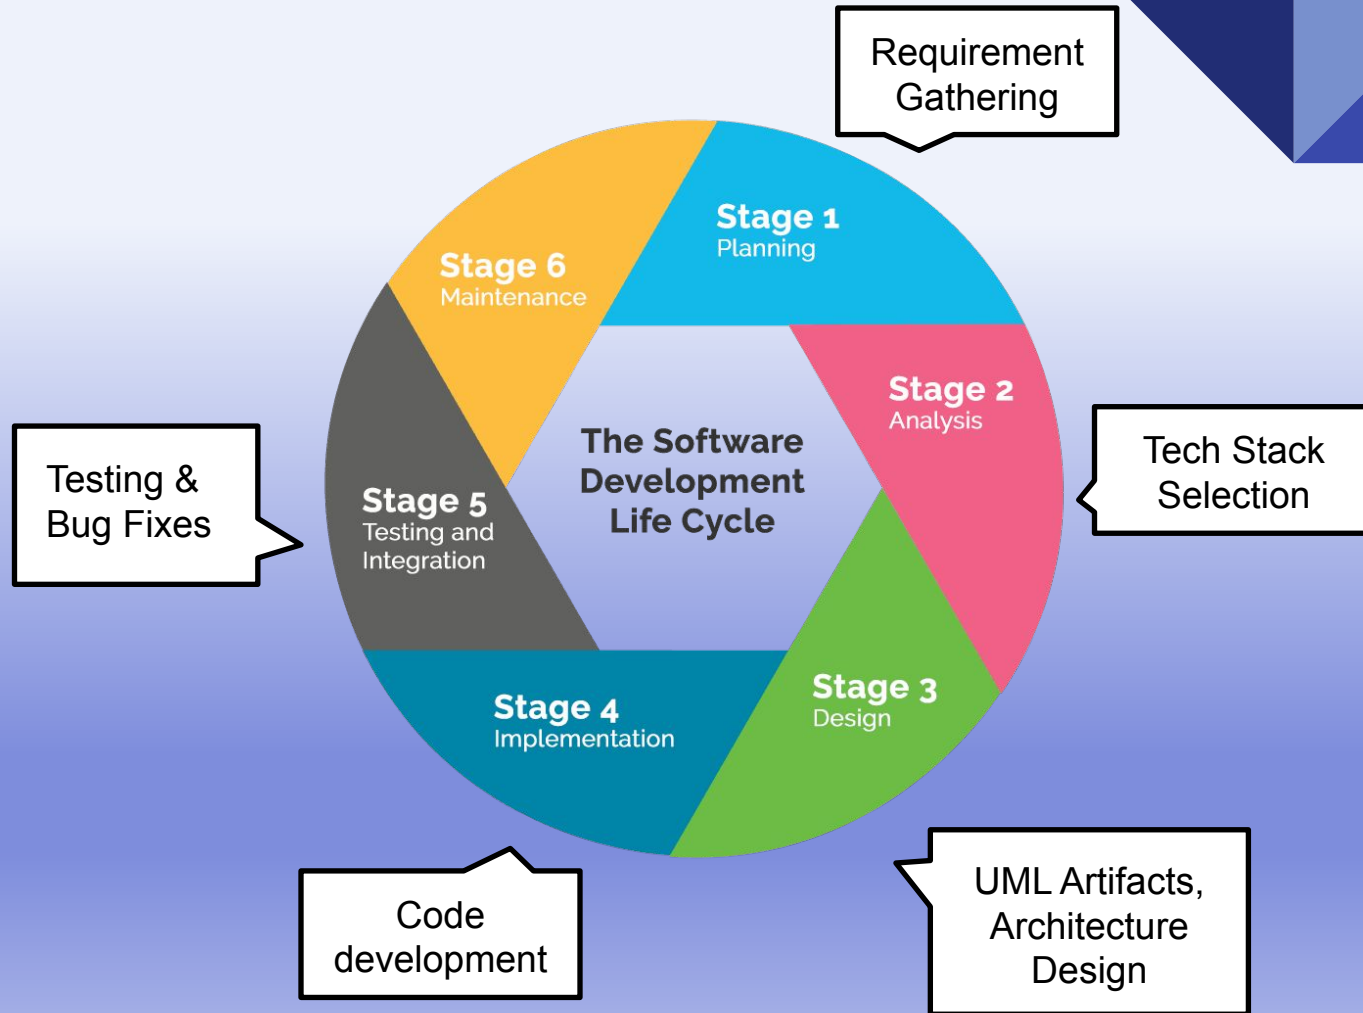 Requirement
Gathering
Stage 1
Planning
Stage 6
Maintenance
Stage 2
Analysis
The Software
Development
Life Cycle
Tech Stack
Selection
Testing &
Bug Fixes
Stage 5
Testing and
Integration
Stage 3
Design
Stage 4
Implementation
UML Artifacts,
Architecture
Design
Code
development